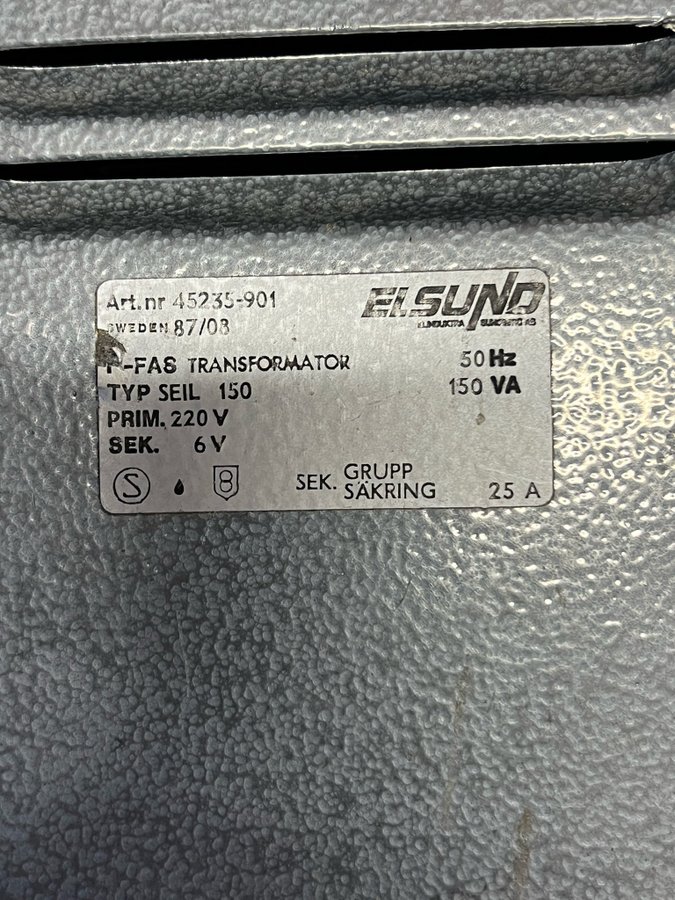 Art.nr 45235-901
ELSUND
SWEDEN 87/08
-FAS TRANSFORMATOR 50 Hz
TYP SEIL 150 150 VA
PRIM. 220 V
SEK. 6 V
S 8 SEK. GRUPP SÄKRING 25 A